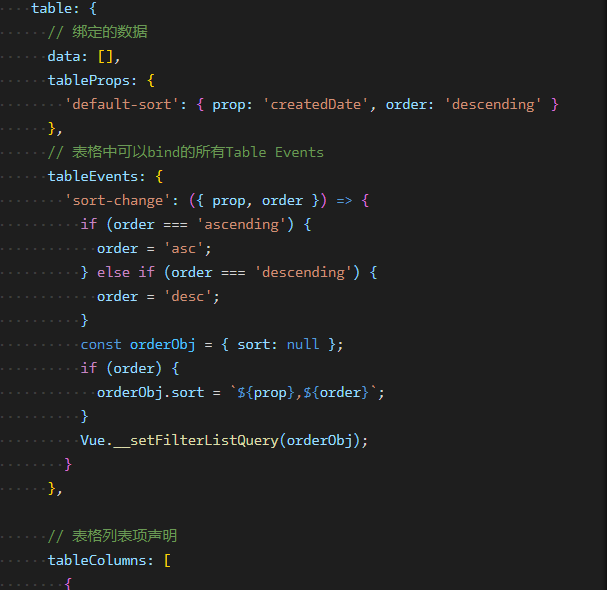 table: {
// 绑定的数据
data: [],
tableProps: {
'default-sort': { prop: 'createdDate', order: 'descending' }
},
// 表格中可以bind的所有Table Events
tableEvents: {
'sort-change': ({ prop, order }) => {
if (order === 'ascending') {
order = 'asc';
} else if (order === 'descending') {
order = 'desc';
}
const orderObj = { sort: null };
if (order) {
orderObj.sort = `${prop},${order}`;
}
Vue.__setFilterListQuery(orderObj);
}
},
// 表格列表项声明
tableColumns: [
{